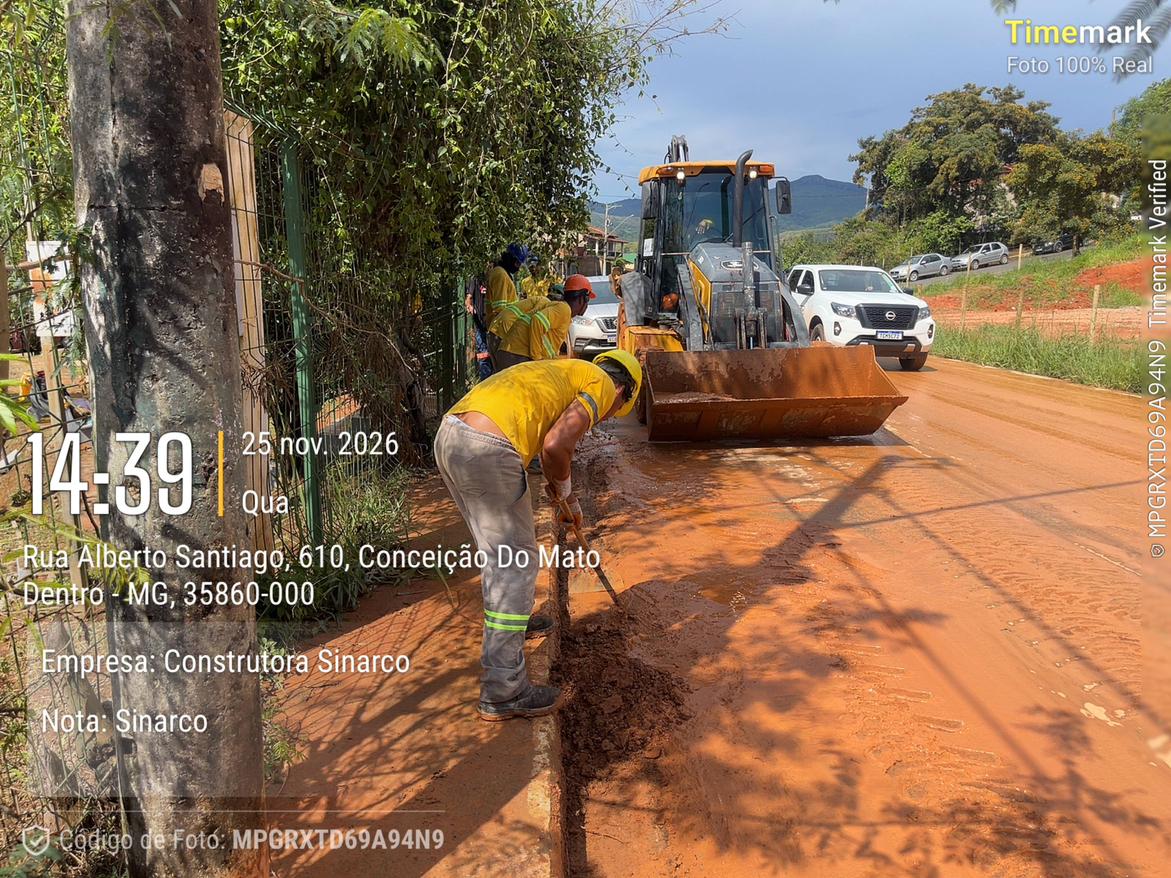 Timemark
Foto 100% Real
14:39
25 nov. 2026
Qua
Rua Alberto Santiago, 610, Conceição Do Mato
Dentro - MG, 35860-000
Empresa: Construtora Sinarco
Nota: Sinarco
Código de Foto: MPGRXTD69A94N9
MPGRXTD69A94N9 Timemark Verified